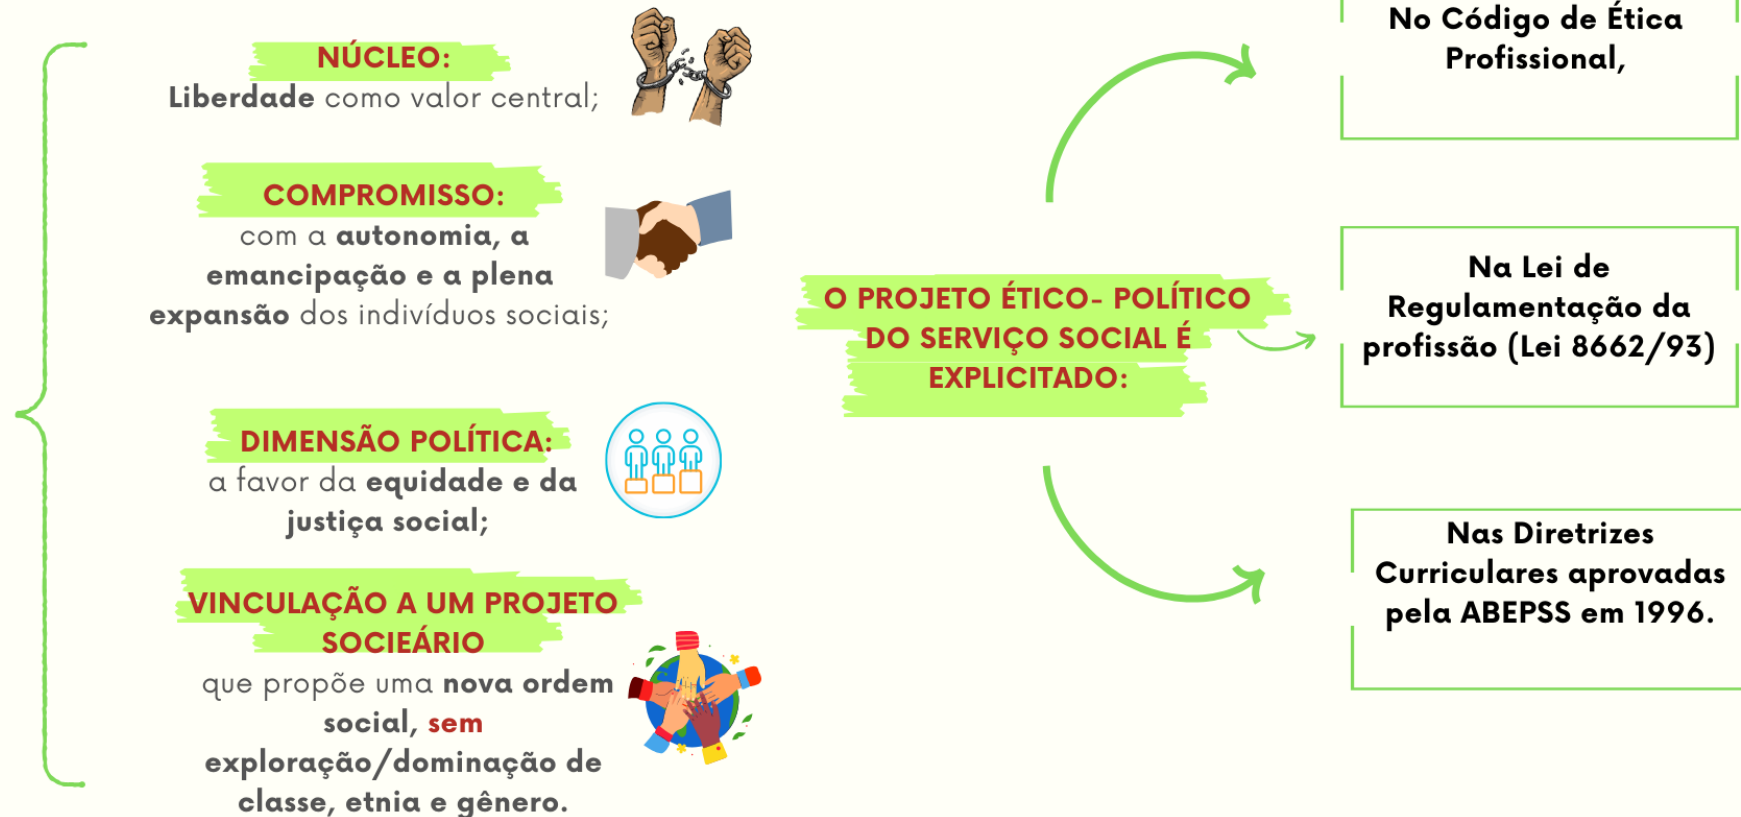 NÚCLEO:
Liberdade como valor central;
COMPROMISSO:
com a autonomia, a
emancipação e a plena
expansão dos indivíduos sociais;
DIMENSÃO POLÍTICA:
a favor da equidade e da
justiça social;
VINCULAÇÃO A UM PROJETO
SOCIEÁRIO
que propõe uma nova ordem
social, sem
exploração/dominação de
classe, etnia e gênero.
O PROJETO ÉTICO- POLÍTICO
DO SERVIÇO SOCIAL É
EXPLICITADO:
No Código de Ética
Profissional,
Na Lei de
Regulamentação da
profissão (Lei 8662/93)
Nas Diretrizes
Curriculares aprovadas
pela ABEPSS em 1996.